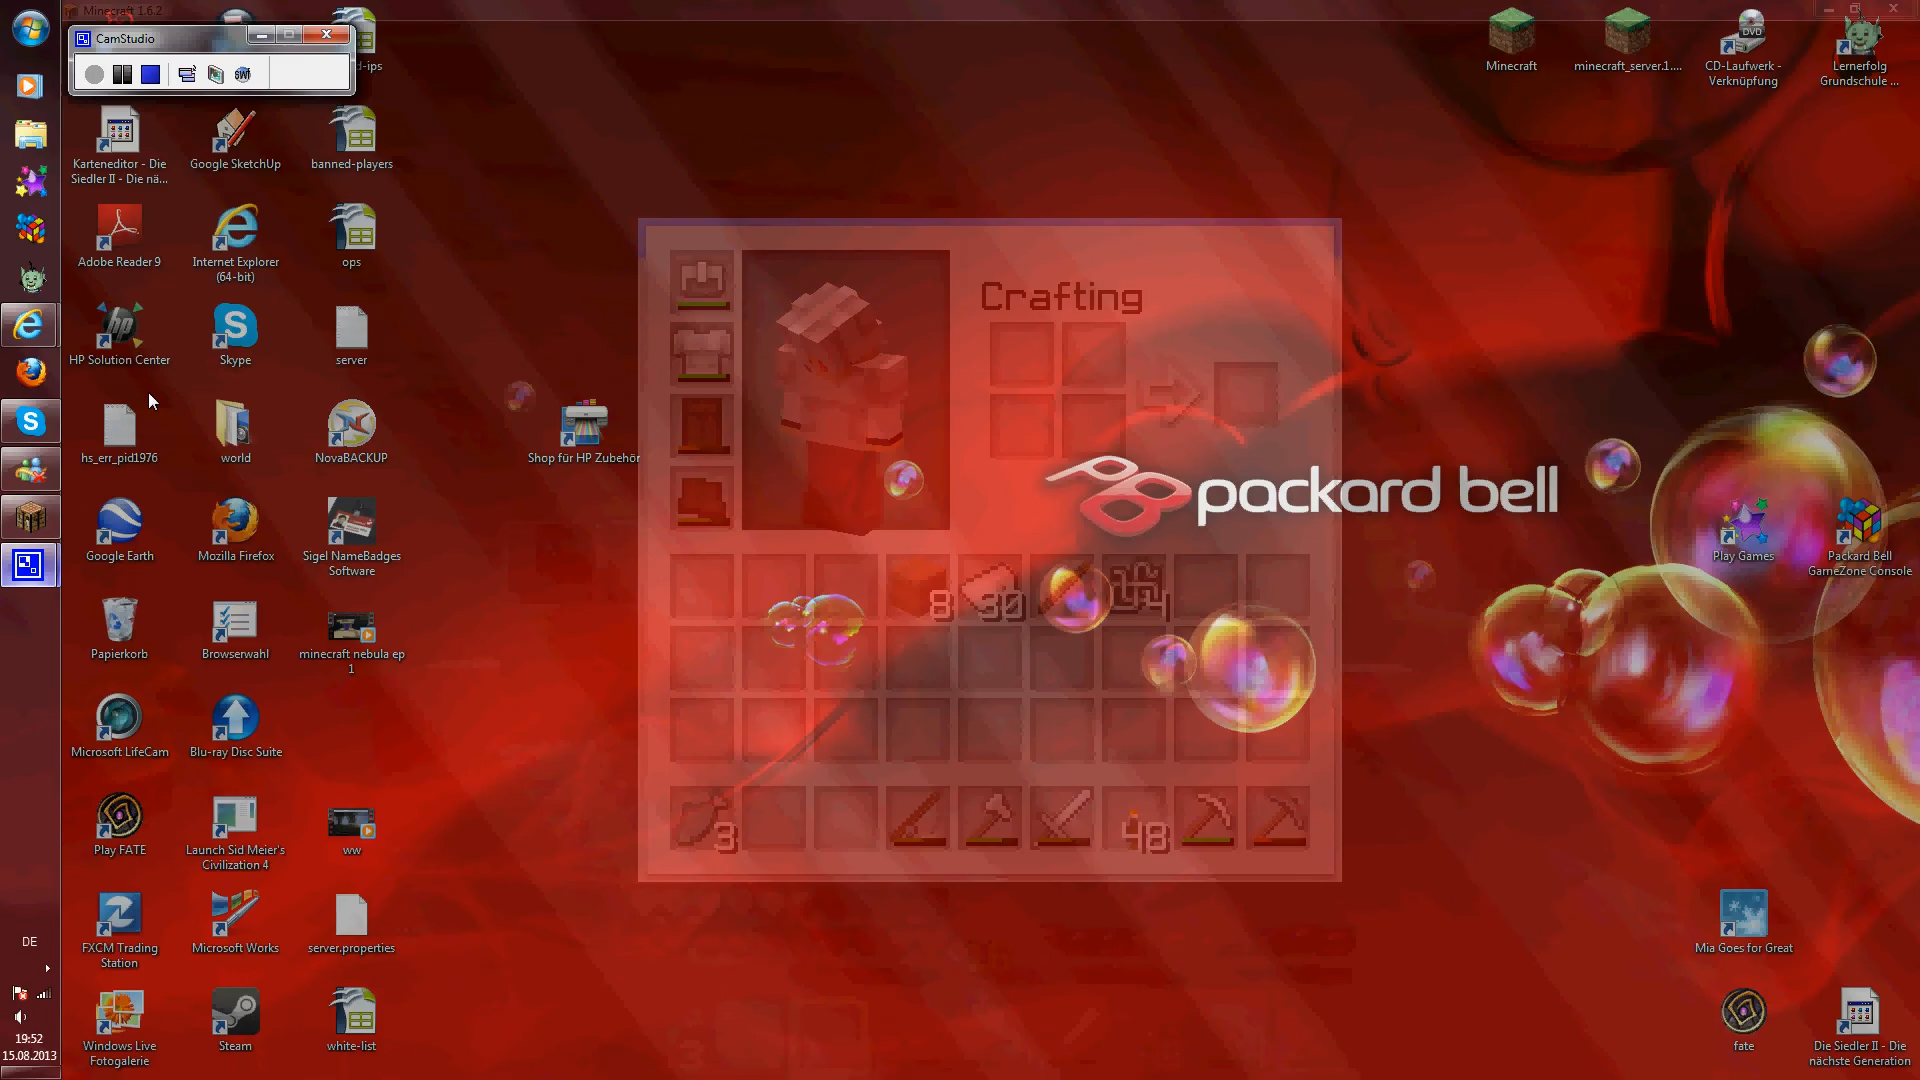 Minecraft 1.6.2
CamStudio
d-ips
Minecraft
minecraft_server.1....
CD-Laufwerk -
Verknüpfung
Lernerfolg
Grundschule ...
Karteneditor - Die
Siedler II - Die nä...
Google SketchUp
banned-players
Adobe Reader 9
Internet Explorer
(64-bit)
ops
Crafting
HP Solution Center
Skype
server
hs_err_pid1976
world
NovaBACKUP
Shop für HP Zubehör
packard bell
Google Earth
Mozilla Firefox
Sigel NameBadges
Software
Play Games
Packard Bell
GameZone Console
8
30
4
Papierkorb
Browserwahl
minecraft nebula ep
1
Microsoft LifeCam
Blu-ray Disc Suite
3
48
Play FATE
Launch Sid Meier's
Civilization 4
ww
FXCM Trading
Station
Microsoft Works
server.properties
Mia Goes for Great
DE
19:52
15.08.2013
Windows Live
Fotogalerie
Steam
white-list
fate
Die Siedler II - Die
nächste Generation